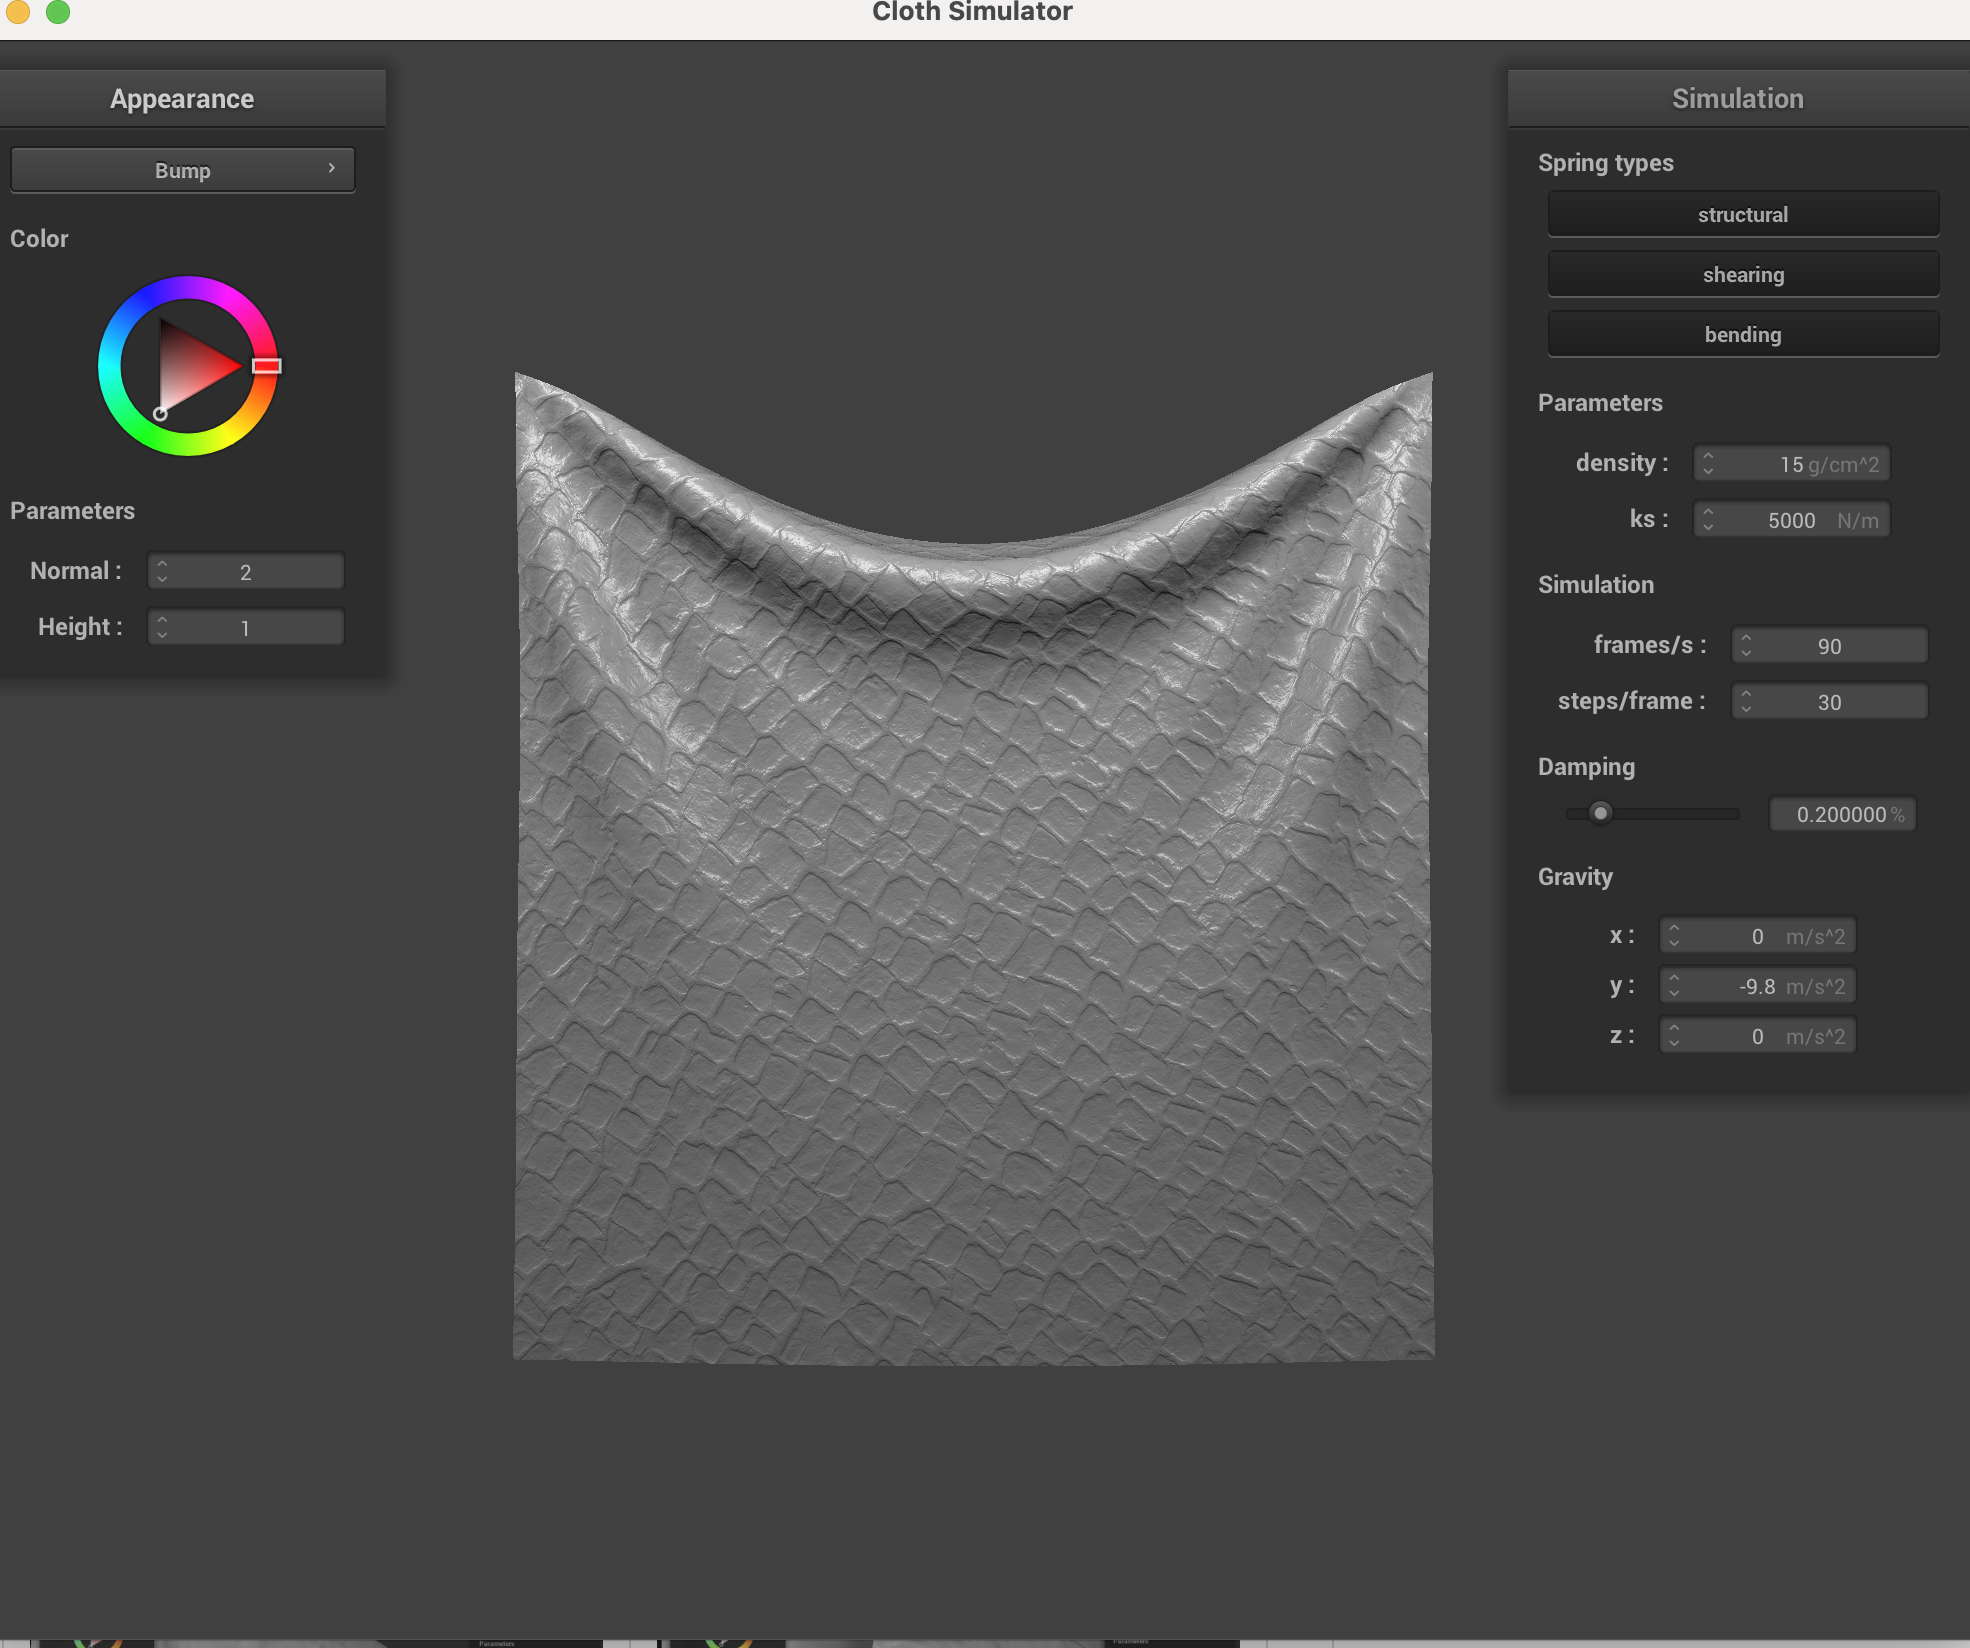 Cloth Simulator
Appearance
Bump
Color
Parameters
Normal : 2
Height : 1
Simulation
Spring types
structural
shearing
bending
Parameters
density : 15 g/cm^2
ks : 5000 N/m
Simulation
frames/s : 90
steps/frame : 30
Damping
0.200000 %
Gravity
x : 0 m/s^2
y : -9.8 m/s^2
z : 0 m/s^2
Parameters
Parameters